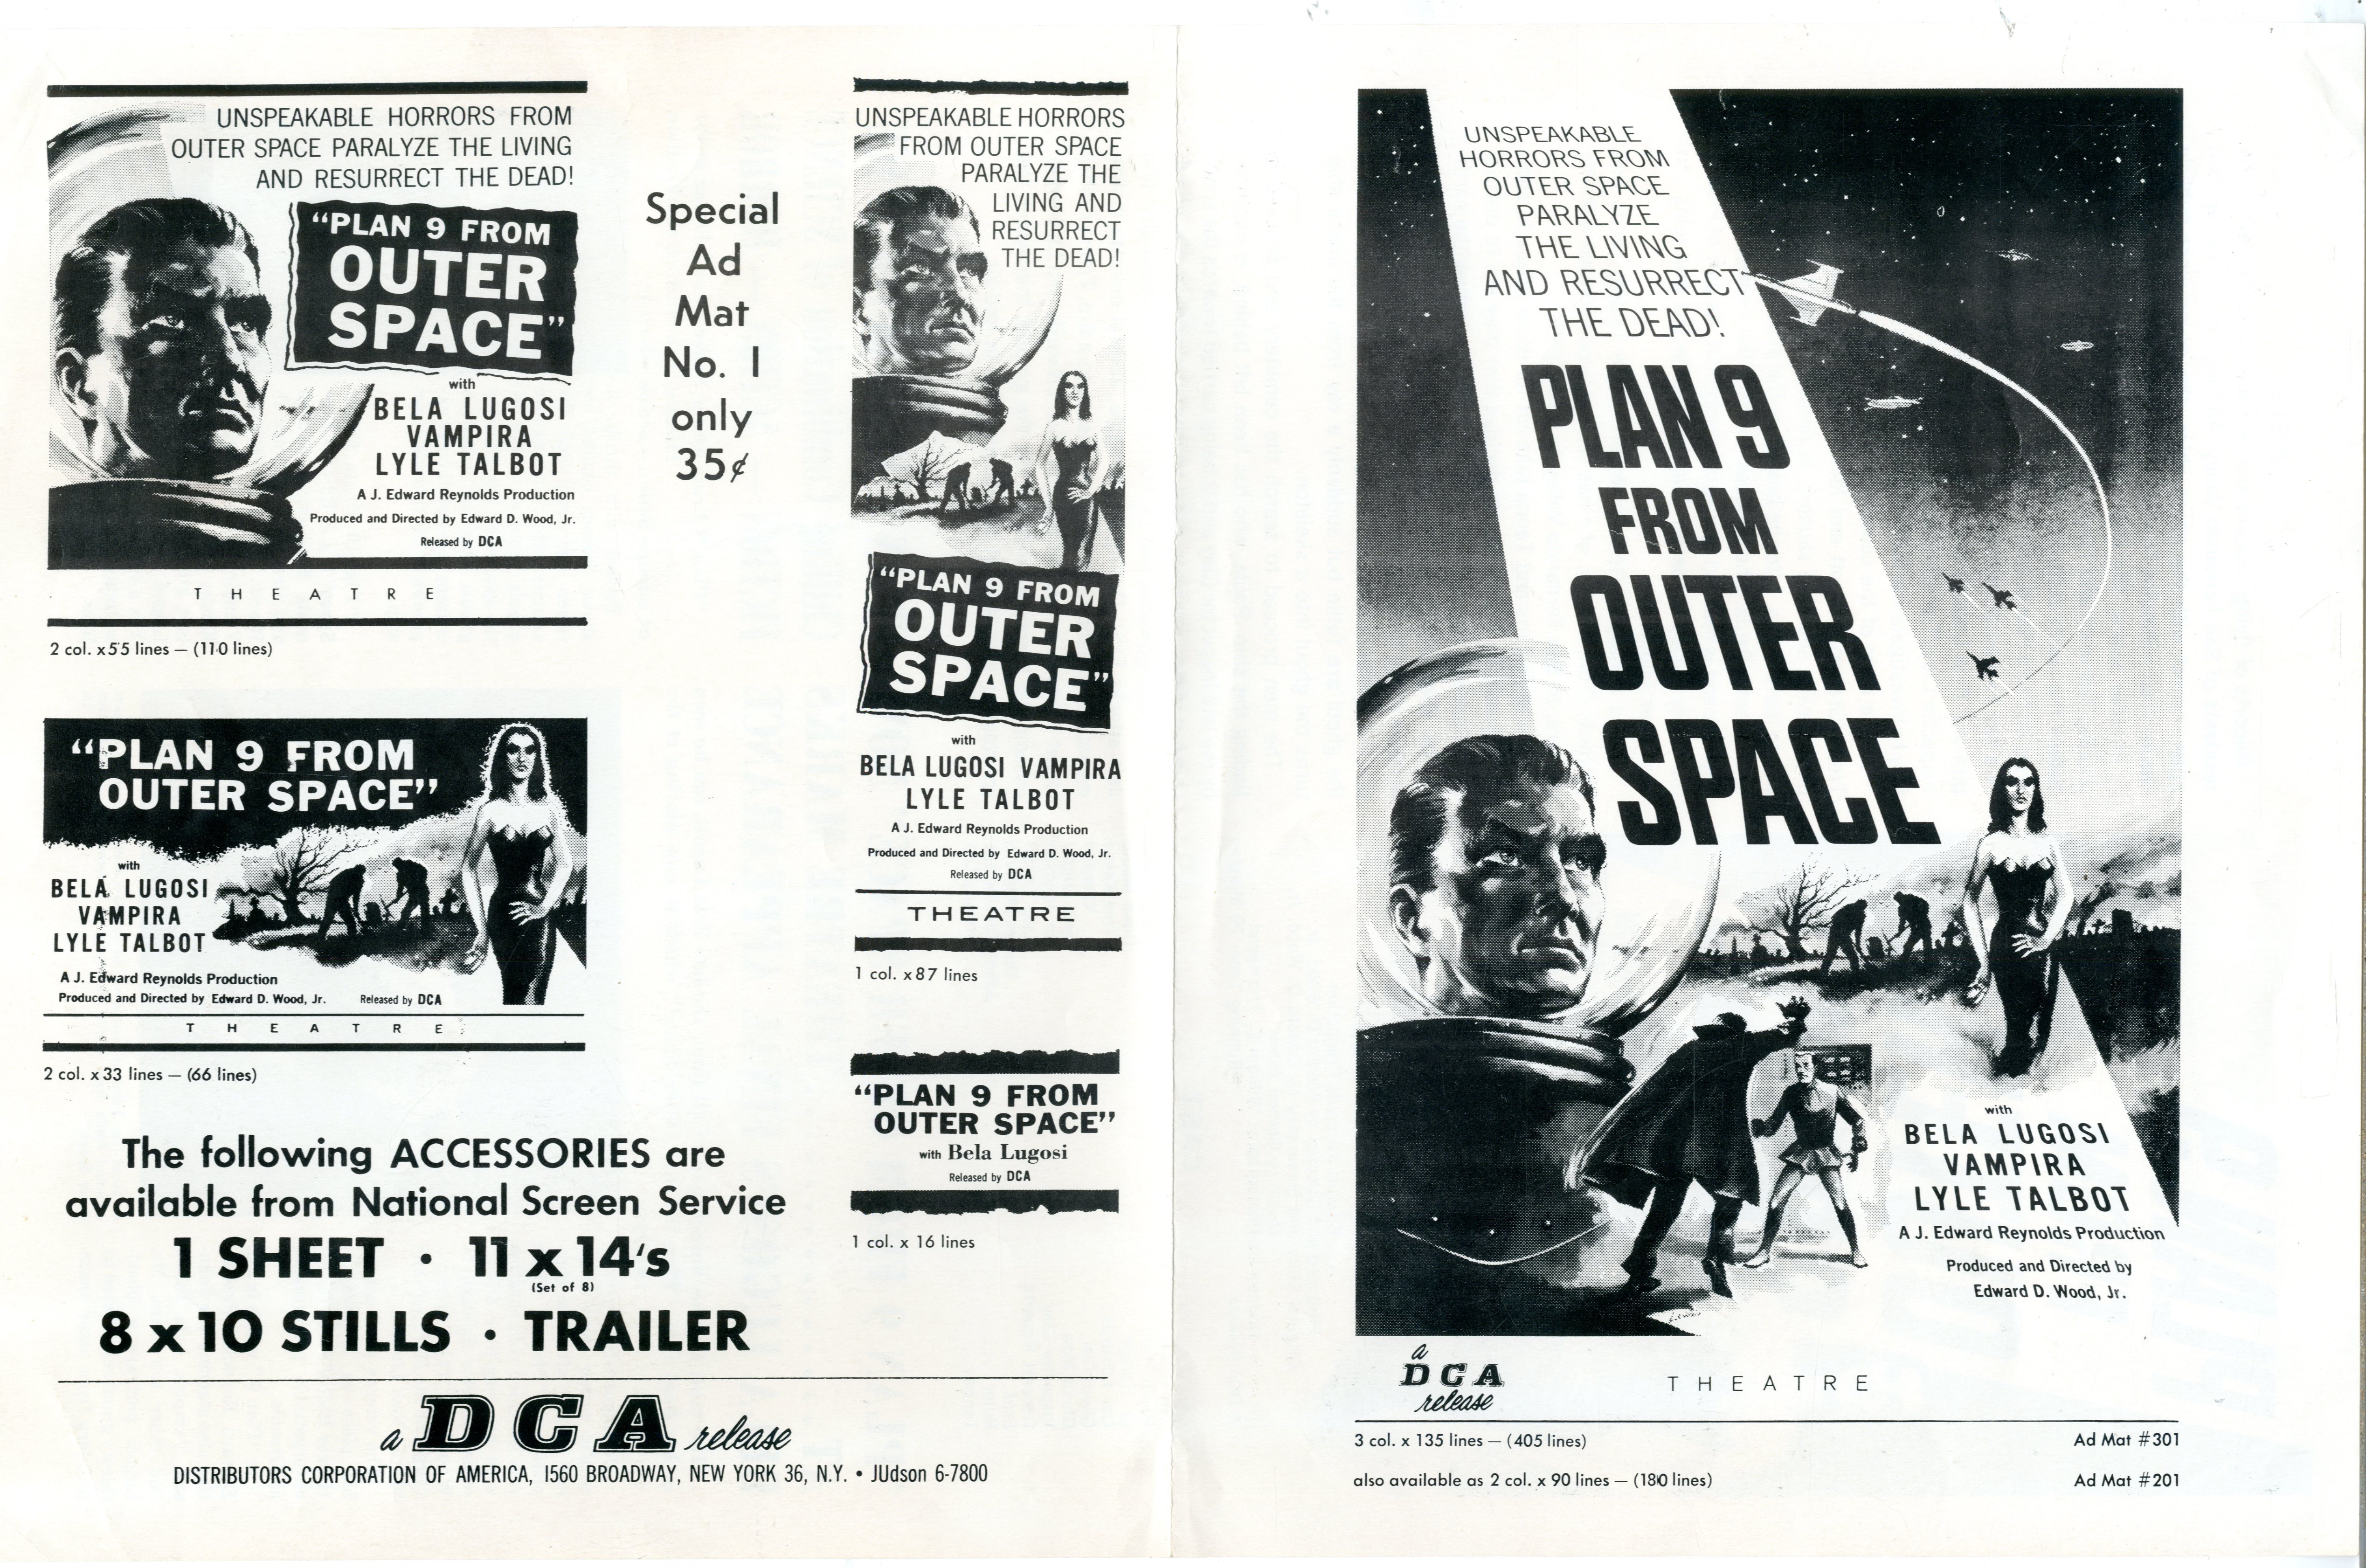 UNSPEAKABLE HORRORS FROM
OUTER SPACE PARALYZE THE LIVING
AND RESURRECT THE DEAD!
"PLAN 9 FROM
OUTER
SPACE"
with
BELA LUGOSI
VAMPIRA
LYLE TALBOT
A J. Edward Reynolds Production
Produced and Directed by Edward D. Wood, Jr.
Released by DCA
THEATRE
2 col. x 55 lines — (110 lines)
"PLAN 9 FROM
OUTER SPACE"
with
BELA LUGOSI
VAMPIRA
LYLE TALBOT
A J. Edward Reynolds Production
Produced and Directed by Edward D. Wood, Jr. Released by DCA
THEATRE
2 col. x 33 lines — (66 lines)
Special
Ad
Mat
No. 1
only
35¢
UNSPEAKABLE HORRORS
FROM OUTER SPACE
PARALYZE THE
LIVING AND
RESURRECT
THE DEAD!
"PLAN 9 FROM
OUTER
SPACE"
with
BELA LUGOSI VAMPIRA
LYLE TALBOT
A J. Edward Reynolds Production
Produced and Directed by Edward D. Wood, Jr.
Released by DCA
THEATRE
1 col. x 87 lines
"PLAN 9 FROM
OUTER SPACE"
with Bela Lugosi
Released by DCA
1 col. x 16 lines
The following ACCESSORIES are
available from National Screen Service
1 SHEET • 11 x 14's
(Set of 8)
8 x 10 STILLS • TRAILER
a DCA release
DISTRIBUTORS CORPORATION OF AMERICA, 1560 BROADWAY, NEW YORK 36, N.Y. • JUdson 6-7800
UNSPEAKABLE
HORRORS FROM
OUTER SPACE
PARALYZE
THE LIVING
AND RESURRECT
THE DEAD!
PLAN 9
FROM
OUTER
SPACE
with
BELA LUGOSI
VAMPIRA
LYLE TALBOT
A J. Edward Reynolds Production
Produced and Directed by
Edward D. Wood, Jr.
a
DCA
release
THEATRE
3 col. x 135 lines — (405 lines) Ad Mat #301
also available as 2 col. x 90 lines — (180 lines) Ad Mat #201